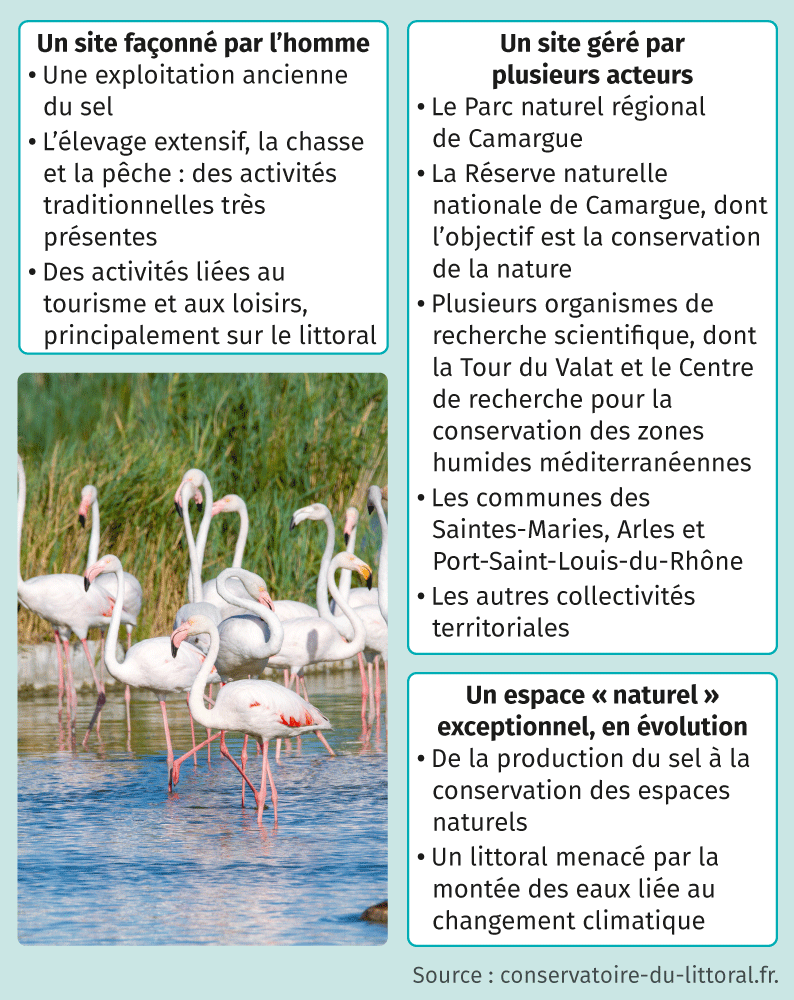 Un site façonné par l’homme
• Une exploitation ancienne
du sel
• L’élevage extensif, la chasse
et la pêche : des activités
traditionnelles très
présentes
• Des activités liées au
tourisme et aux loisirs,
principalement sur le littoral
Un site géré par
plusieurs acteurs
• Le Parc naturel régional
de Camargue
• La Réserve naturelle
nationale de Camargue, dont
l’objectif est la conservation
de la nature
• Plusieurs organismes de
recherche scientifique, dont
la Tour du Valat et le Centre
de recherche pour la
conservation des zones
humides méditerranéennes
• Les communes des
Saintes-Maries, Arles et
Port-Saint-Louis-du-Rhône
• Les autres collectivités
territoriales
Un espace « naturel »
exceptionnel, en évolution
• De la production du sel à la
conservation des espaces
naturels
• Un littoral menacé par la
montée des eaux liée au
changement climatique
Source : conservatoire-du-littoral.fr.